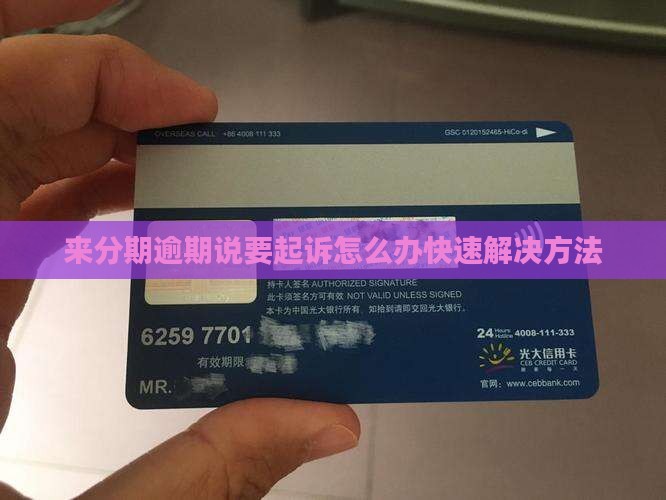 OVERSEAS CALL: +86 4008 111 333
GSC 0120152465-HiCo-di
来分期逾期说要起诉怎么办快速解决方法
持卡人签名 AUTHORIZED SIGNATURE
此卡须签名方可有效 NOT VALID UNLESS SIGNED
本卡为中国光大银行所有,如拾到请即交回光大银行。
6259 7701
24 Hours Hotline 4008-111-333
有效期限
光大信用卡
CEB CREDIT CARD
MR.
官网:www.cebbank.com